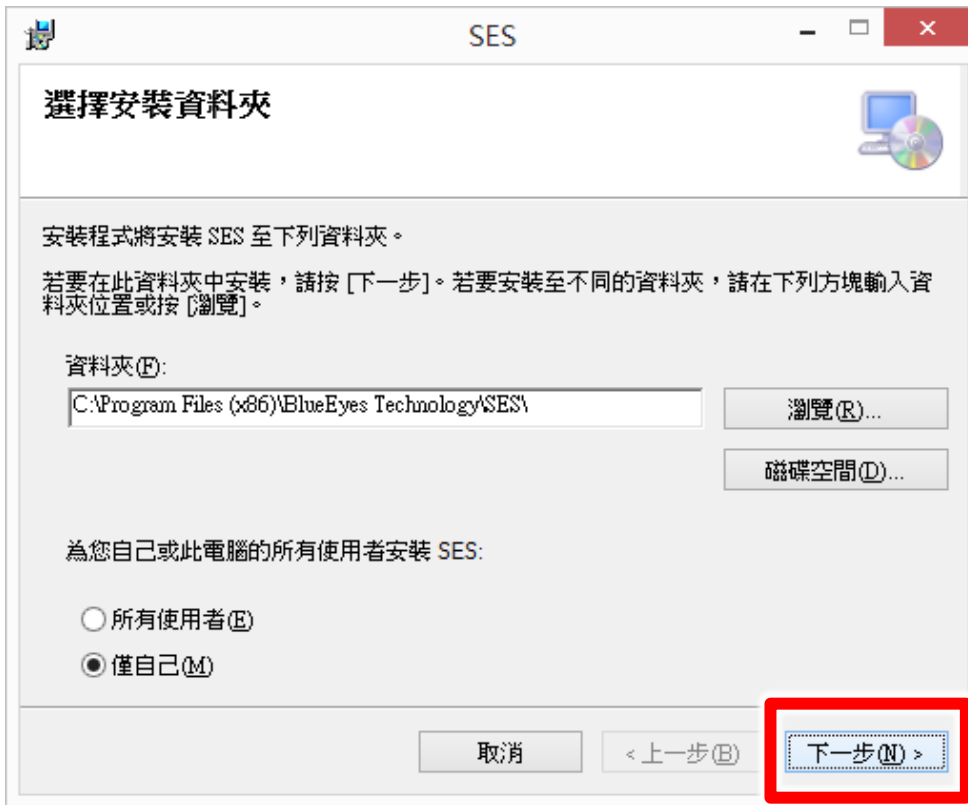 SES
選擇安裝資料夾
安裝程式將安裝 SES 至下列資料夾。
若要在此資料夾中安裝，請按 [下一步]。若要安裝至不同的資料夾，請在下列方塊輸入資
料夾位置或按 [瀏覽]。
資料夾(F):
C:\Program Files (x86)\BlueEyes Technology\SES\
瀏覽(R)...
磁碟空間(D)...
為您自己或此電腦的所有使用者安裝 SES:
所有使用者(E)
僅自己(M)
取消
<上一步(B)
下一步(N) >